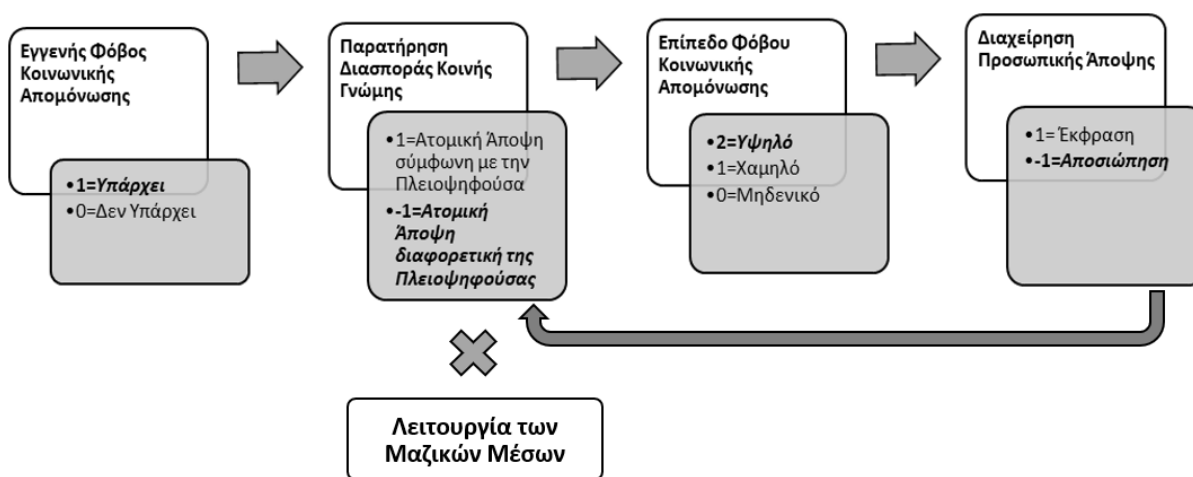 Εγγενής Φόβος
Κοινωνικής
Απομόνωσης
•1=Υπάρχει
•0=Δεν Υπάρχει
Παρατήρηση
Διασποράς Κοινής
Γνώμης
•1=Ατομική Άποψη
σύμφωνη με την
Πλειοψηφούσα
•-1=Ατομική
Άποψη
διαφορετική της
Πλειοψηφούσας
Επίπεδο Φόβου
Κοινωνικής
Απομόνωσης
•2=Υψηλό
•1=Χαμηλό
•0=Μηδενικό
Διαχείρηση
Προσωπικής Άποψης
•1= Έκφραση
•-1=Αποσιώπηση
Λειτουργία των
Μαζικών Μέσων